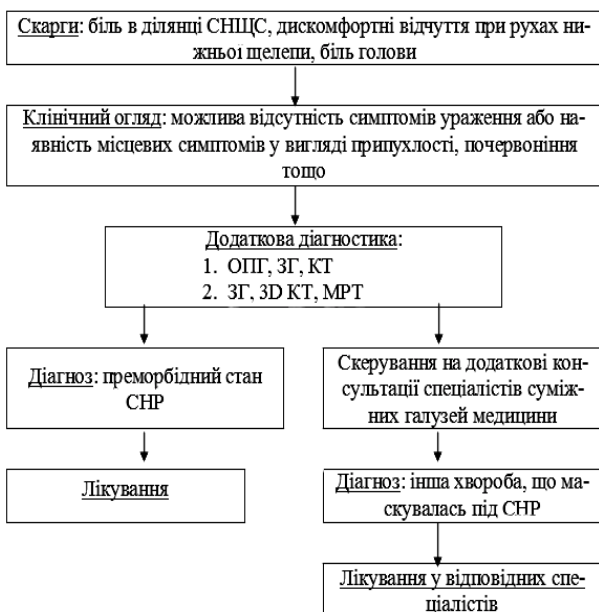 Скарги: біль в ділянці СНЩС, дискомфортні відчуття при рухах ни-
жньої щелепи, біль голови
Клінічний огляд: можлива відсутність симптомів ураження або на-
явність місцевих симптомів у вигляді припухлості, почервоніння
тощо
Додаткова діагностика:
1. ОПГ, ЗГ, КТ
2. ЗГ, 3D КТ, МРТ
Діагноз: преморбідний стан
СНР
Лікування
Скерування на додаткові кон-
сультації спеціалістів суміж-
них галузей медицини
Діагноз: інша хвороба, що ма-
скувалась під СНР
Лікування у відповідних спе-
ціалістів